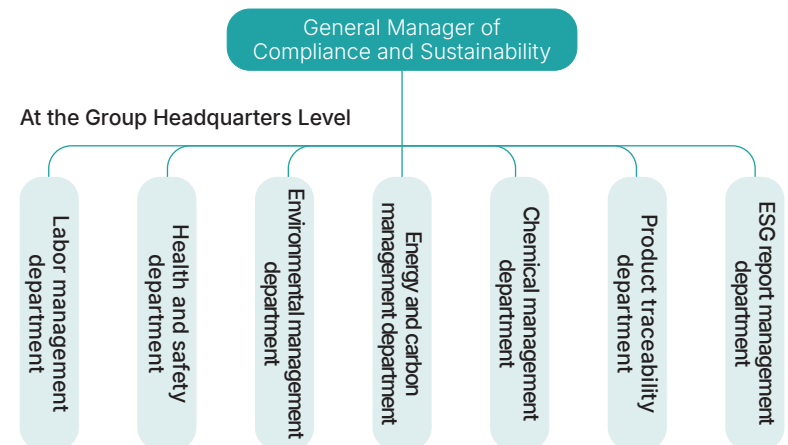 General Manager of
Compliance and Sustainability
At the Group Headquarters Level
Labor management
department
Health and safety
department
Environmental management
department
Energy and carbon
management department
Chemical management
department
Product traceability
department
ESG report management
department